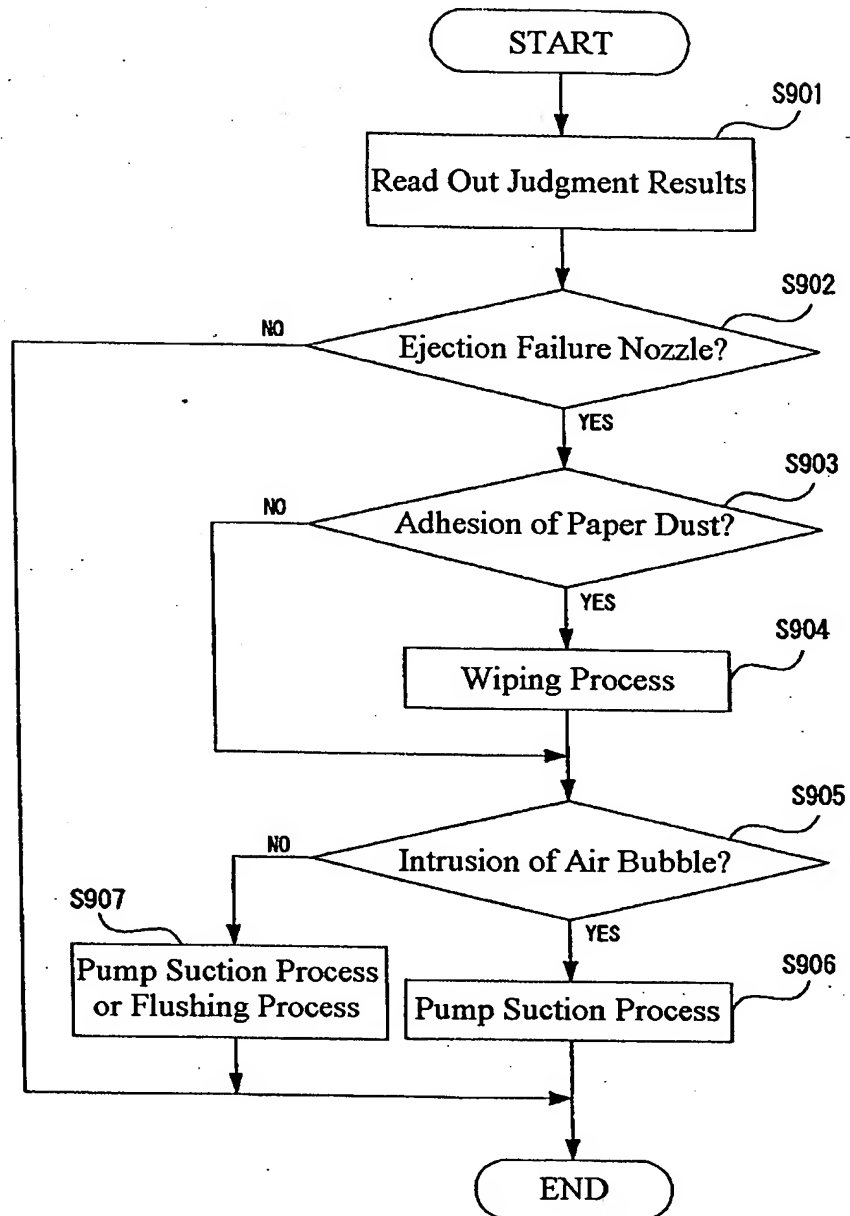 START
S901
Read Out Judgment Results
S902
NO
Ejection Failure Nozzle?
YES
S903
NO
Adhesion of Paper Dust?
YES
S904
Wiping Process
S905
NO
Intrusion of Air Bubble?
S907
YES
Pump Suction Process
or Flushing Process
S906
Pump Suction Process
END